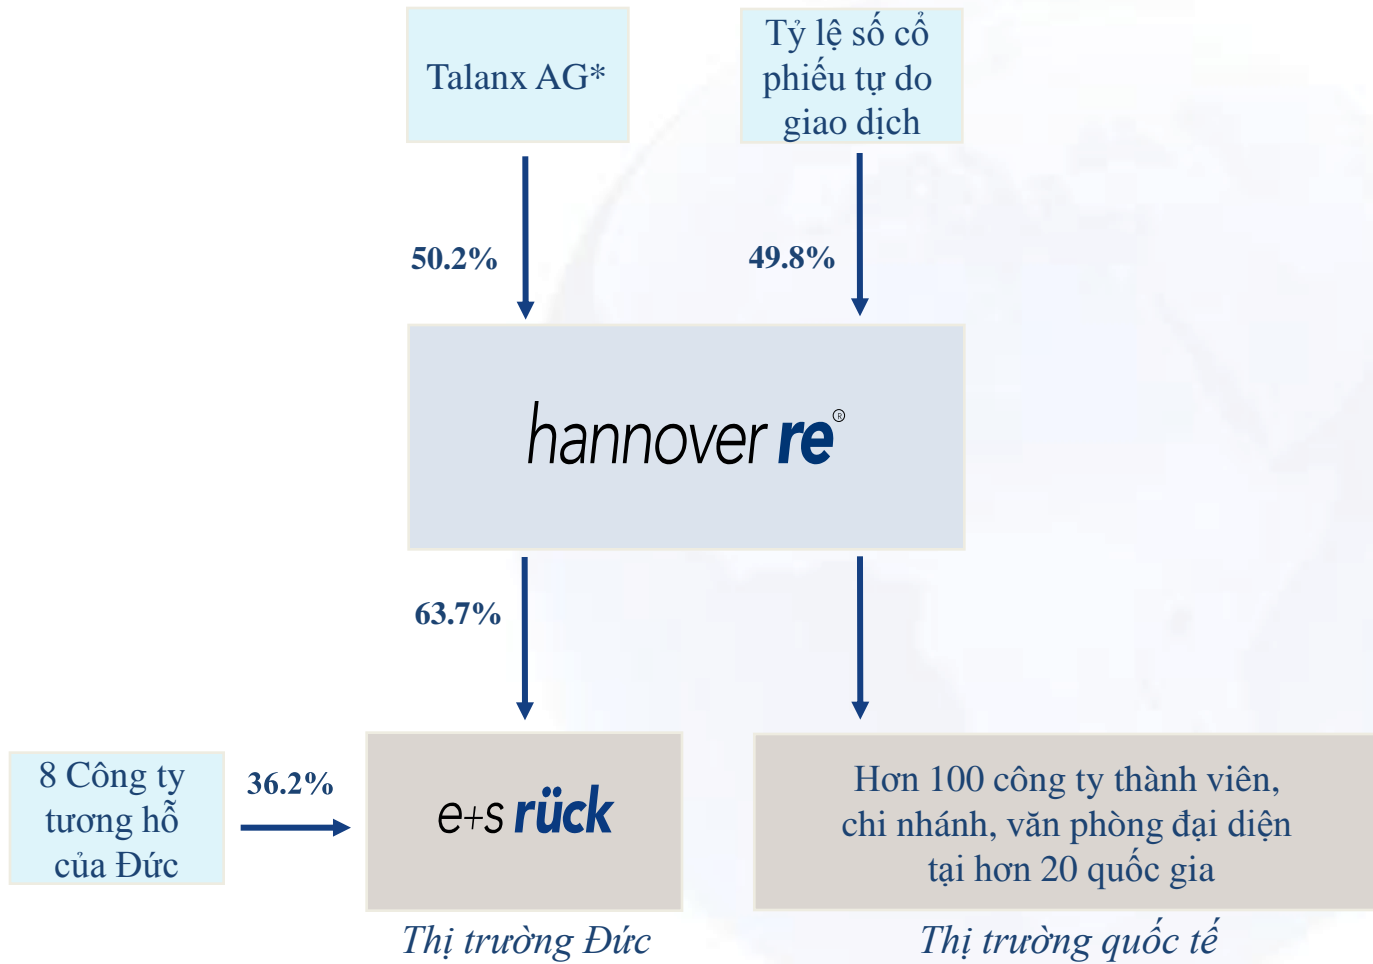 Talanx AG*
Tỷ lệ số cổ
phiếu tự do
giao dịch
50.2%
49.8%
hannover re®
63.7%
8 Công ty
tương hỗ
của Đức
36.2%
e+s rück
Hơn 100 công ty thành viên,
chi nhánh, văn phòng đại diện
tại hơn 20 quốc gia
Thị trường Đức
Thị trường quốc tế